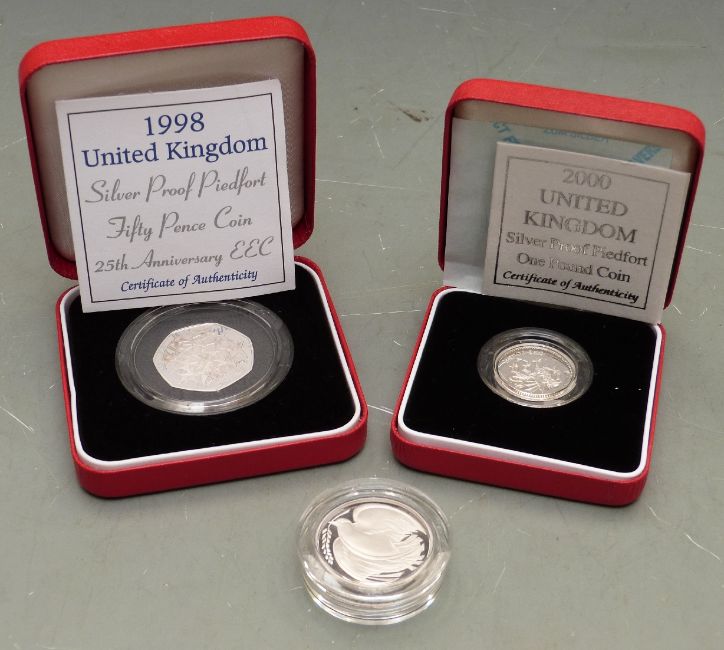 1998
United Kingdom
Silver Proof Piedfort
Fifty Pence Coin
25th Anniversary EEC
Certificate of Authenticity
2000
UNITED
KINGDOM
Silver Proof Piedfort
One Pound Coin
Certificate of Authenticity